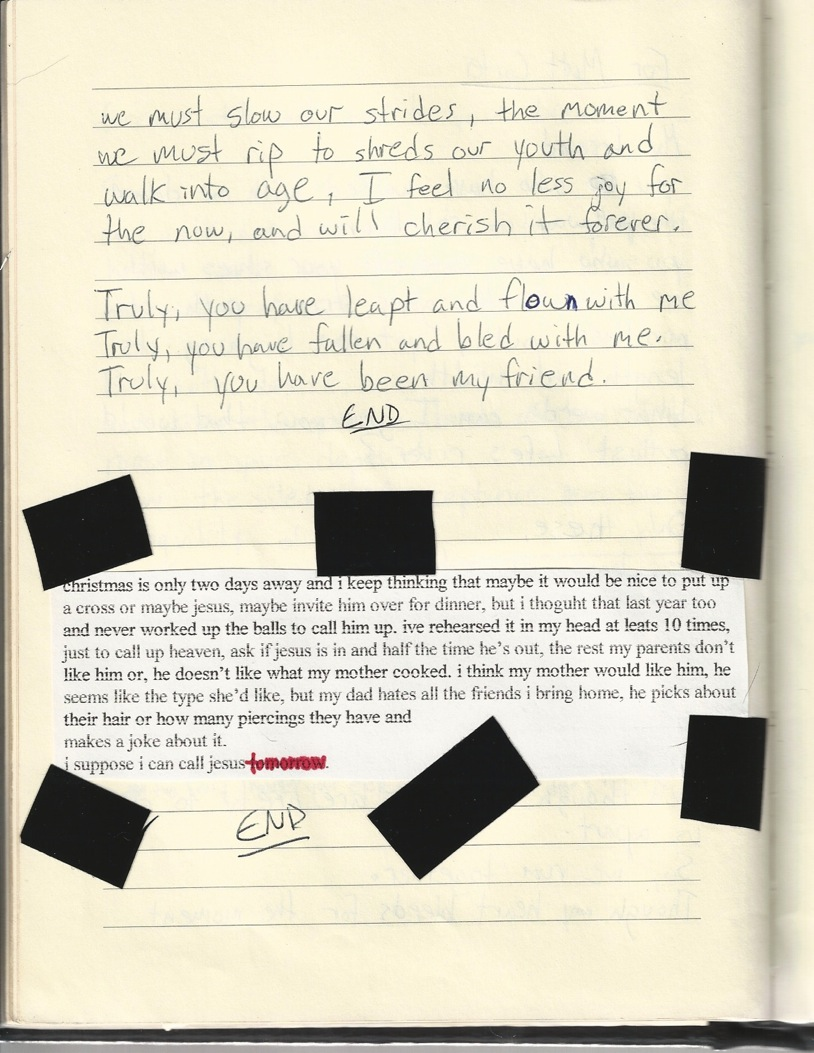 we must slow our strides, the moment
we must rip to shreds our youth and
walk into age, I feel no less joy for
the now, and will cherish it forever.
Truly, you have leapt and flown with me
Truly, you have fallen and bled with me.
Truly, you have been my friend.
END
christmas is only two days away and i keep thinking that maybe it would be nice to put up
a cross or maybe jesus, maybe invite him over for dinner, but i thoguht that last year too
and never worked up the balls to call him up. ive rehearsed it in my head at leats 10 times,
just to call up heaven, ask if jesus is in and half the time he's out, the rest my parents don't
like him or, he doesn't like what my mother cooked. i think my mother would like him, he
seems like the type she'd like, but my dad hates all the friends i bring home, he picks about
their hair or how many piercings they have and
makes a joke about it.
i suppose i can call jesus tomorrow.
END